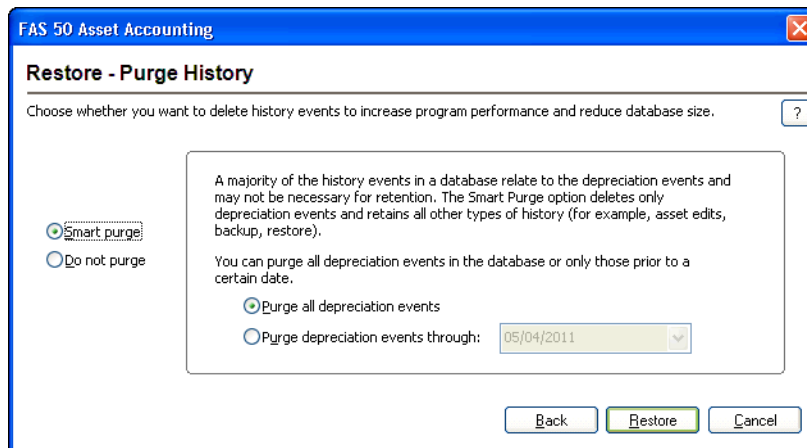 FAS 50 Asset Accounting
Restore - Purge History
Choose whether you want to delete history events to increase program performance and reduce database size.
?
A majority of the history events in a database relate to the depreciation events and
may not be necessary for retention. The Smart Purge option deletes only
depreciation events and retains all other types of history (for example, asset edits,
backup, restore).
Smart purge
Do not purge
You can purge all depreciation events in the database or only those prior to a
certain date.
Purge all depreciation events
Purge depreciation events through: 05/04/2011
Back Restore Cancel